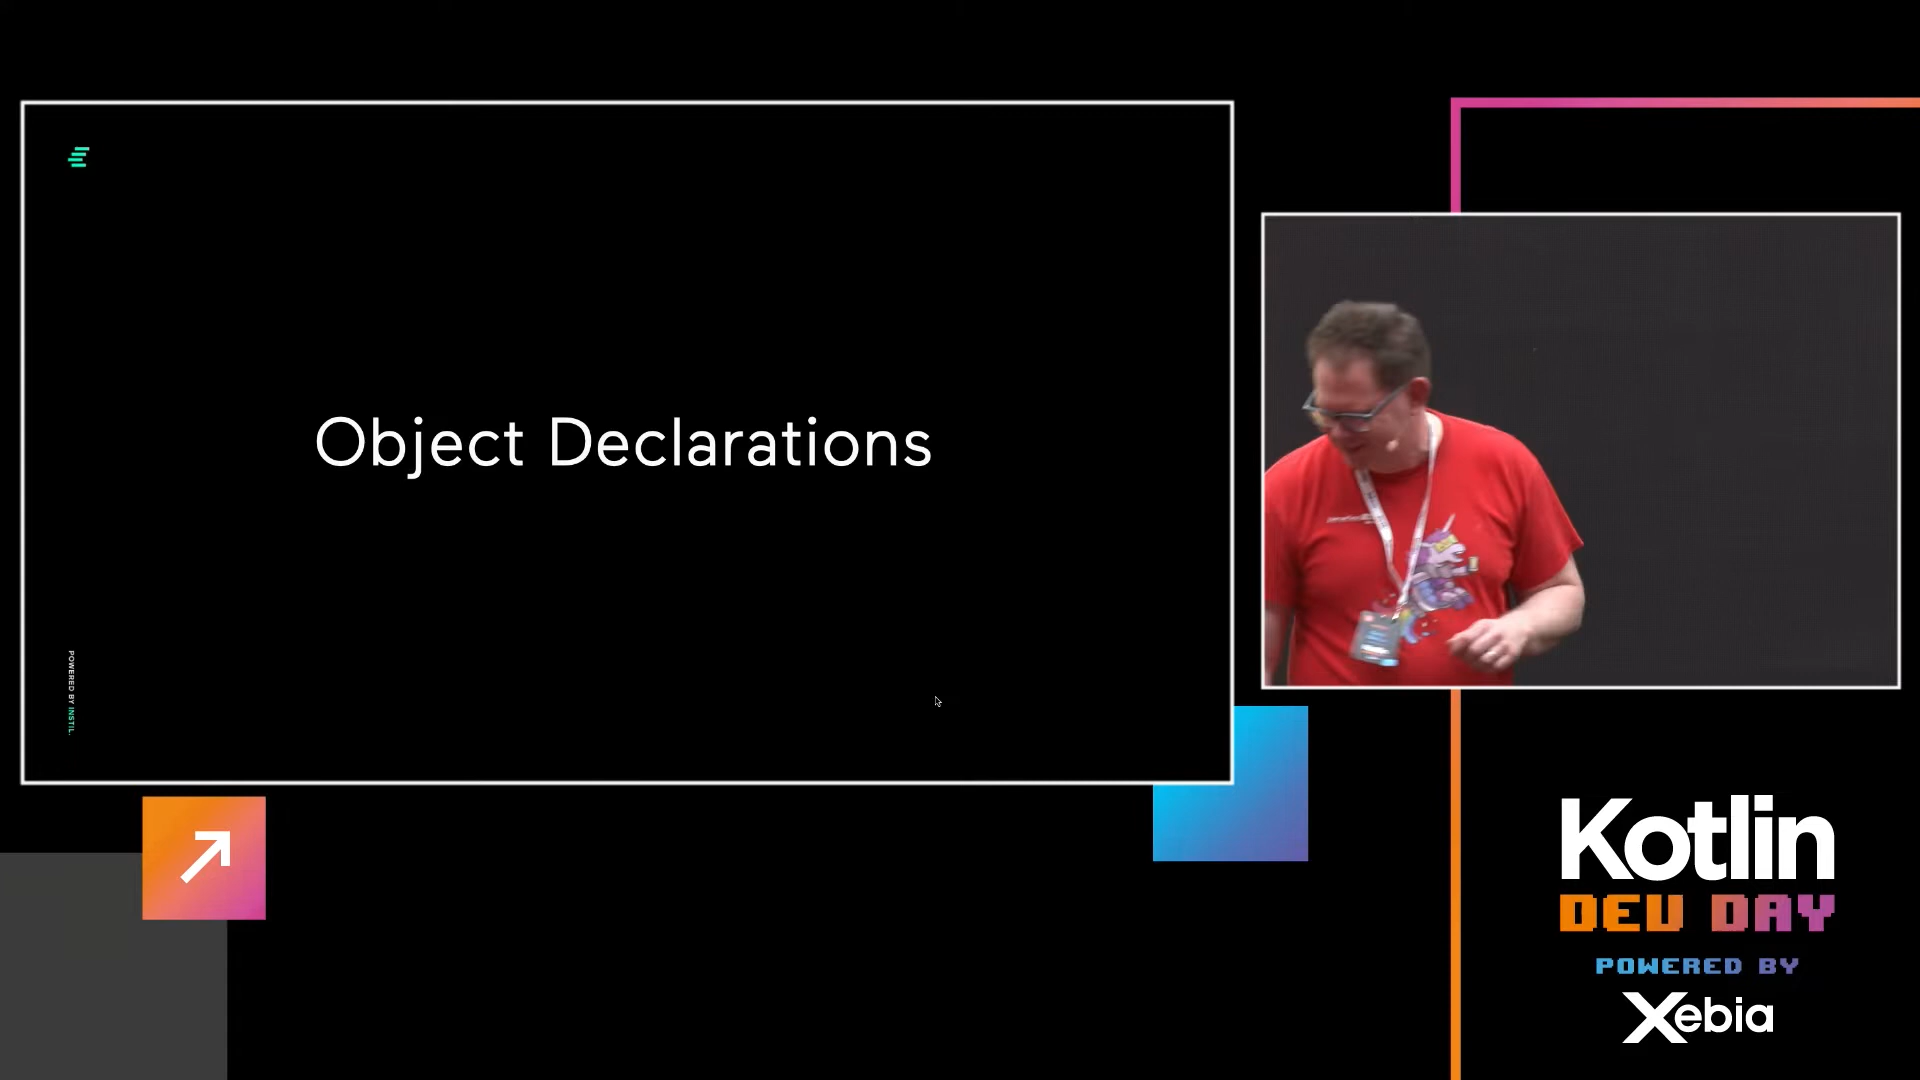 Object Declarations
POWERED BY INSTIL.
Kotlin
DEV DAY
POWERED BY
Xebia